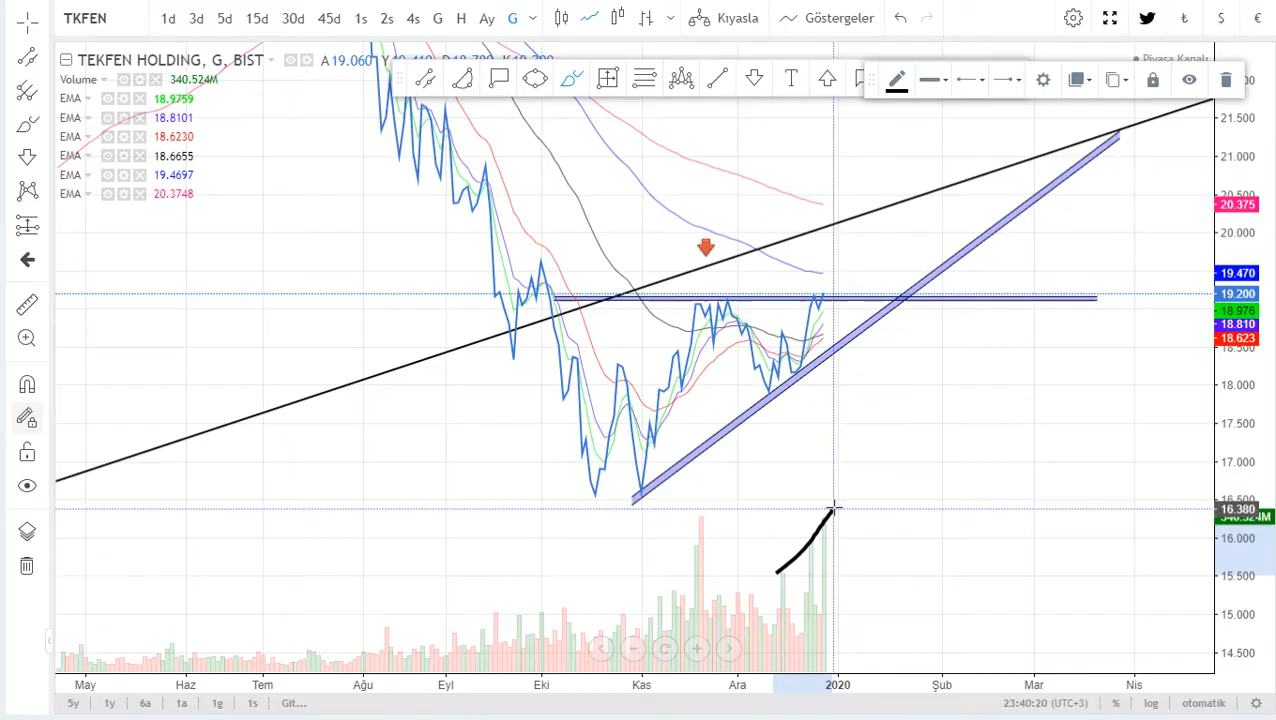 TKFEN 1d 3d 5d 15d 30d 45d 1s 2s 4s G H Ay G Kıyasla Göstergeler ₺ $ €
TEKFEN HOLDING, G, BIST A 19.060
Piyasa Kapalı
Volume 340.524M
EMA 18.9759
EMA 18.8101
EMA 18.6230
EMA 18.6655
EMA 19.4697
EMA 20.3748
T
21.500
21.000
20.500
20.375
20.000
19.470
19.200
18.976
18.810
18.623
18.500
18.000
17.500
17.000
16.500
16.380
340.524M
16.000
15.500
15.000
14.500
May Haz Tem Ağu Eyl Eki Kas Ara 2020 Şub Mar Nis
5y 1y 6a 1a 1g 1s Git... 23:40:20 (UTC+3) % log otomatik